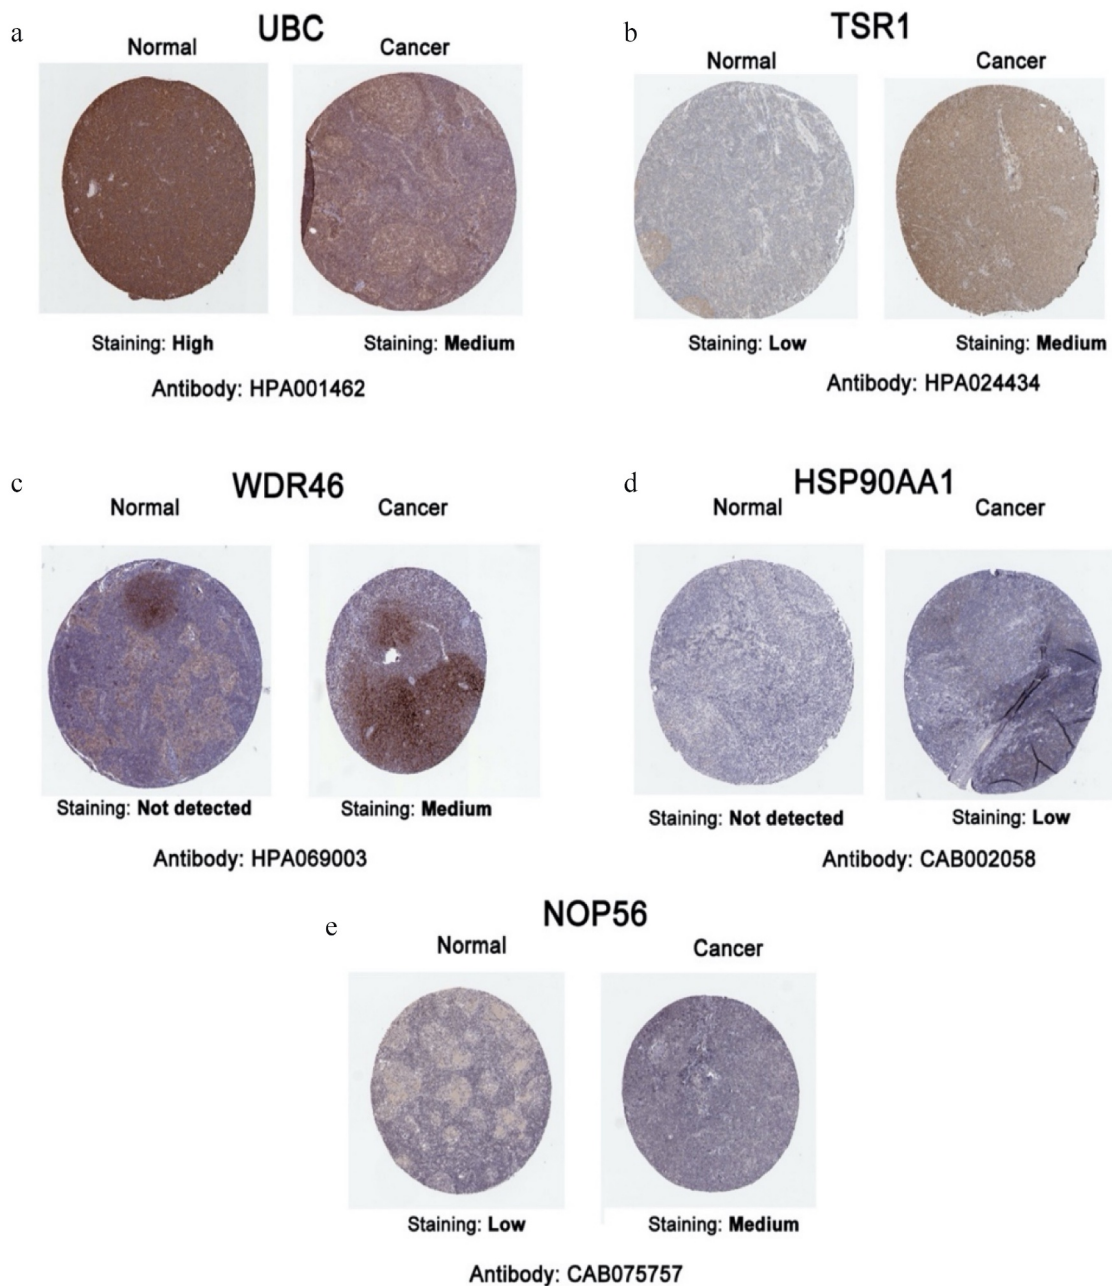 a
UBC
Normal Cancer
Staining: High Staining: Medium
Antibody: HPA001462
b
TSR1
Normal Cancer
Staining: Low Staining: Medium
Antibody: HPA024434
c
WDR46
Normal Cancer
Staining: Not detected Staining: Medium
Antibody: HPA069003
d
HSP90AA1
Normal Cancer
Staining: Not detected Staining: Low
Antibody: CAB002058
e
NOP56
Normal Cancer
Staining: Low Staining: Medium
Antibody: CAB075757